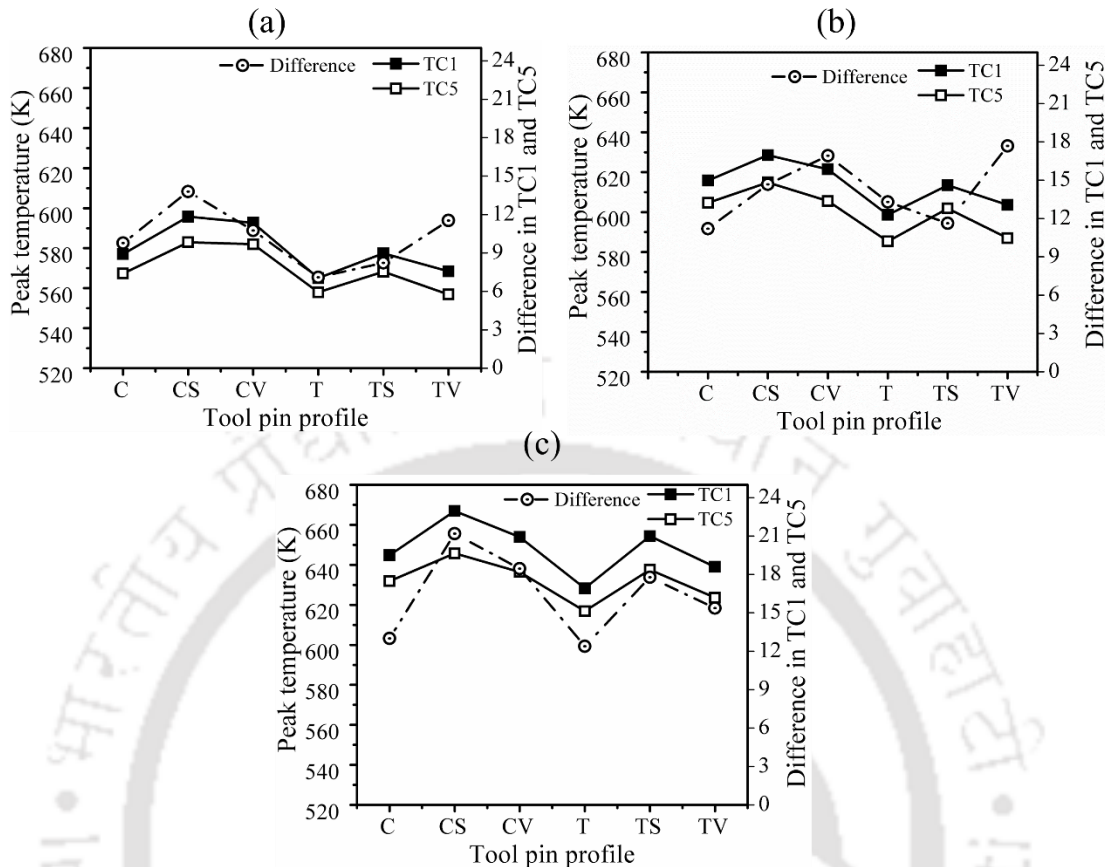 (a)
680
660
640
620
600
580
560
540
520
Peak temperature (K)
Difference
TC1
TC5
24
21
18
15
12
9
6
3
0
Difference in TC1 and TC5
C CS CV T TS TV
Tool pin profile
(b)
680
660
640
620
600
580
560
540
520
Peak temperature (K)
Difference
TC1
TC5
24
21
18
15
12
9
6
3
0
Difference in TC1 and TC5
C CS CV T TS TV
Tool pin profile
(c)
680
660
640
620
600
580
560
540
520
Peak temperature (K)
Difference
TC1
TC5
24
21
18
15
12
9
6
3
0
Difference in TC1 and TC5
C CS CV T TS TV
Tool pin profile
भारतीय